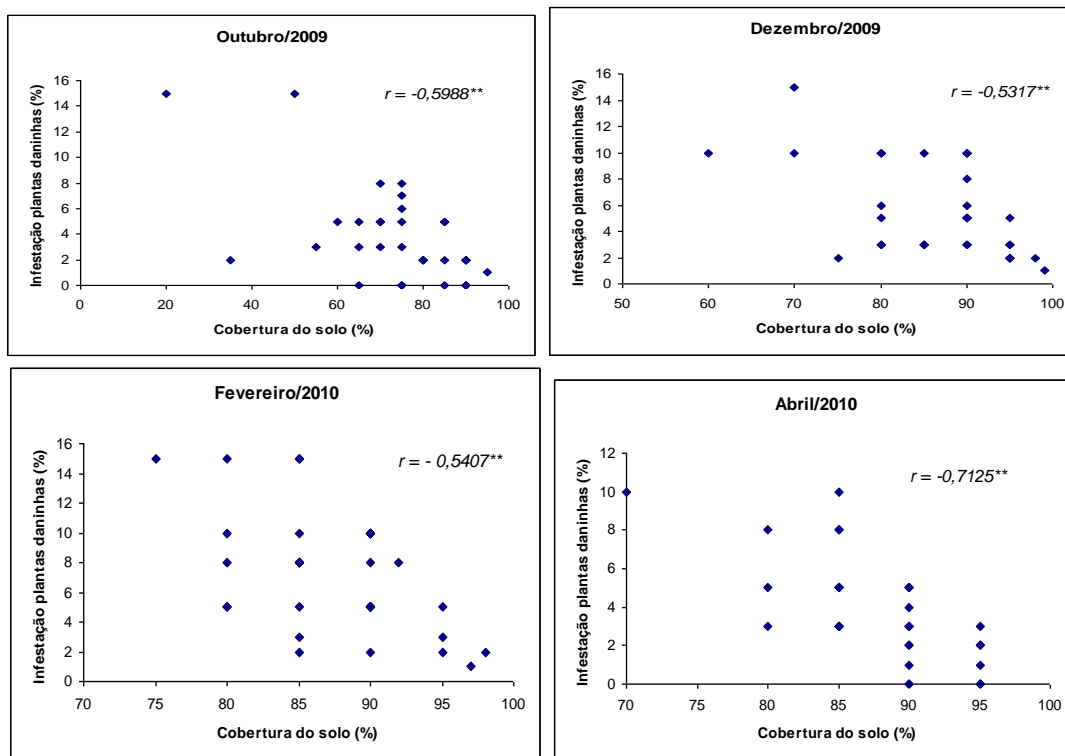 Outubro/2009
r = -0,5988**
Infestação plantas daninhas (%)
16
14
12
10
8
6
4
2
0
0 20 40 60 80 100
Cobertura do solo (%)
Dezembro/2009
r = -0,5317**
Infestação plantas daninhas (%)
16
14
12
10
8
6
4
2
0
50 60 70 80 90 100
Cobertura do solo (%)
Fevereiro/2010
r = - 0,5407**
Infestação plantas daninhas (%)
16
14
12
10
8
6
4
2
0
70 75 80 85 90 95 100
Cobertura do solo (%)
Abril/2010
r = -0,7125**
Infestação plantas daninhas (%)
12
10
8
6
4
2
0
70 75 80 85 90 95 100
Cobertura do solo (%)